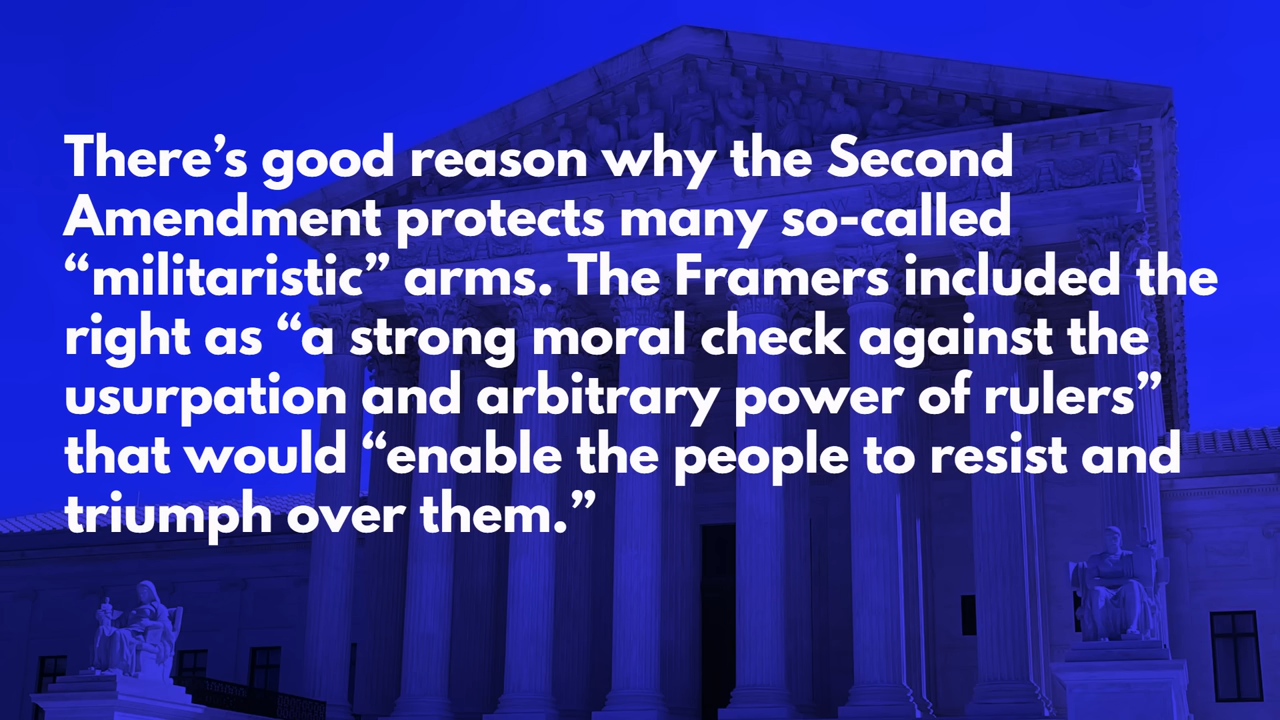 There’s good reason why the Second
Amendment protects many so-called
“militaristic” arms. The Framers included the
right as “a strong moral check against the
usurpation and arbitrary power of rulers”
that would “enable the people to resist and
triumph over them.”